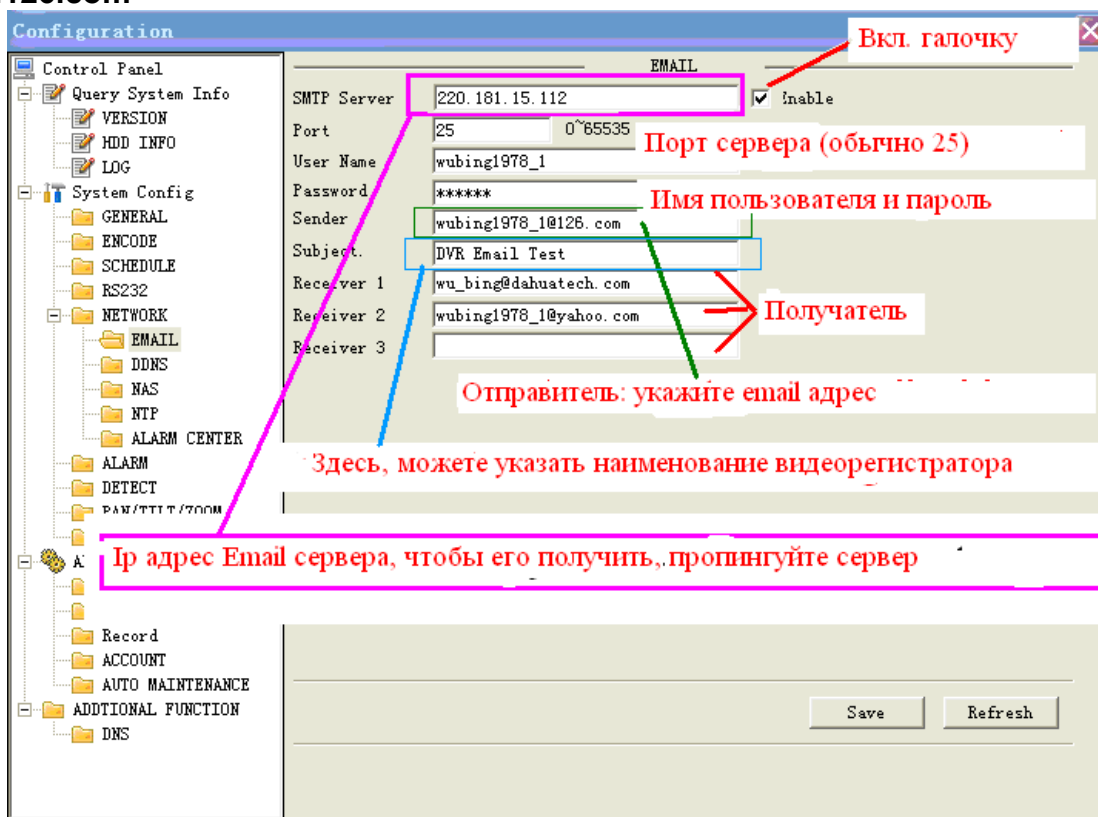 Configuration
Вкл. галочку
Control Panel
Query System Info
VERSION
HDD INFO
LOG
System Config
GENERAL
ENCODE
SCHEDULE
RS232
NETWORK
EMAIL
DDNS
NAS
NTP
ALARM CENTER
ALARM
DETECT
PAN/TILT/ZOOM
Record
ACCOUNT
AUTO MAINTENANCE
ADDTIONAL FUNCTION
DNS
EMAIL
SMTP Server 220.181.15.112 Enable
Port 25 0~65535
Порт сервера (обычно 25)
User Name wubing1978_1
Password ******
Имя пользователя и пароль
Sender wubing1978_1@126.com
Subject. DVR Email Test
Receiver 1 wu_bing@dahuatech.com
Receiver 2 wubing1978_1@yahoo.com
Получатель
Receiver 3
Отправитель: укажите email адрес
Здесь, можете указать наименование видеорегистратора
Ip адрес Email сервера, чтобы его получить, пропингуйте сервер
Save Refresh